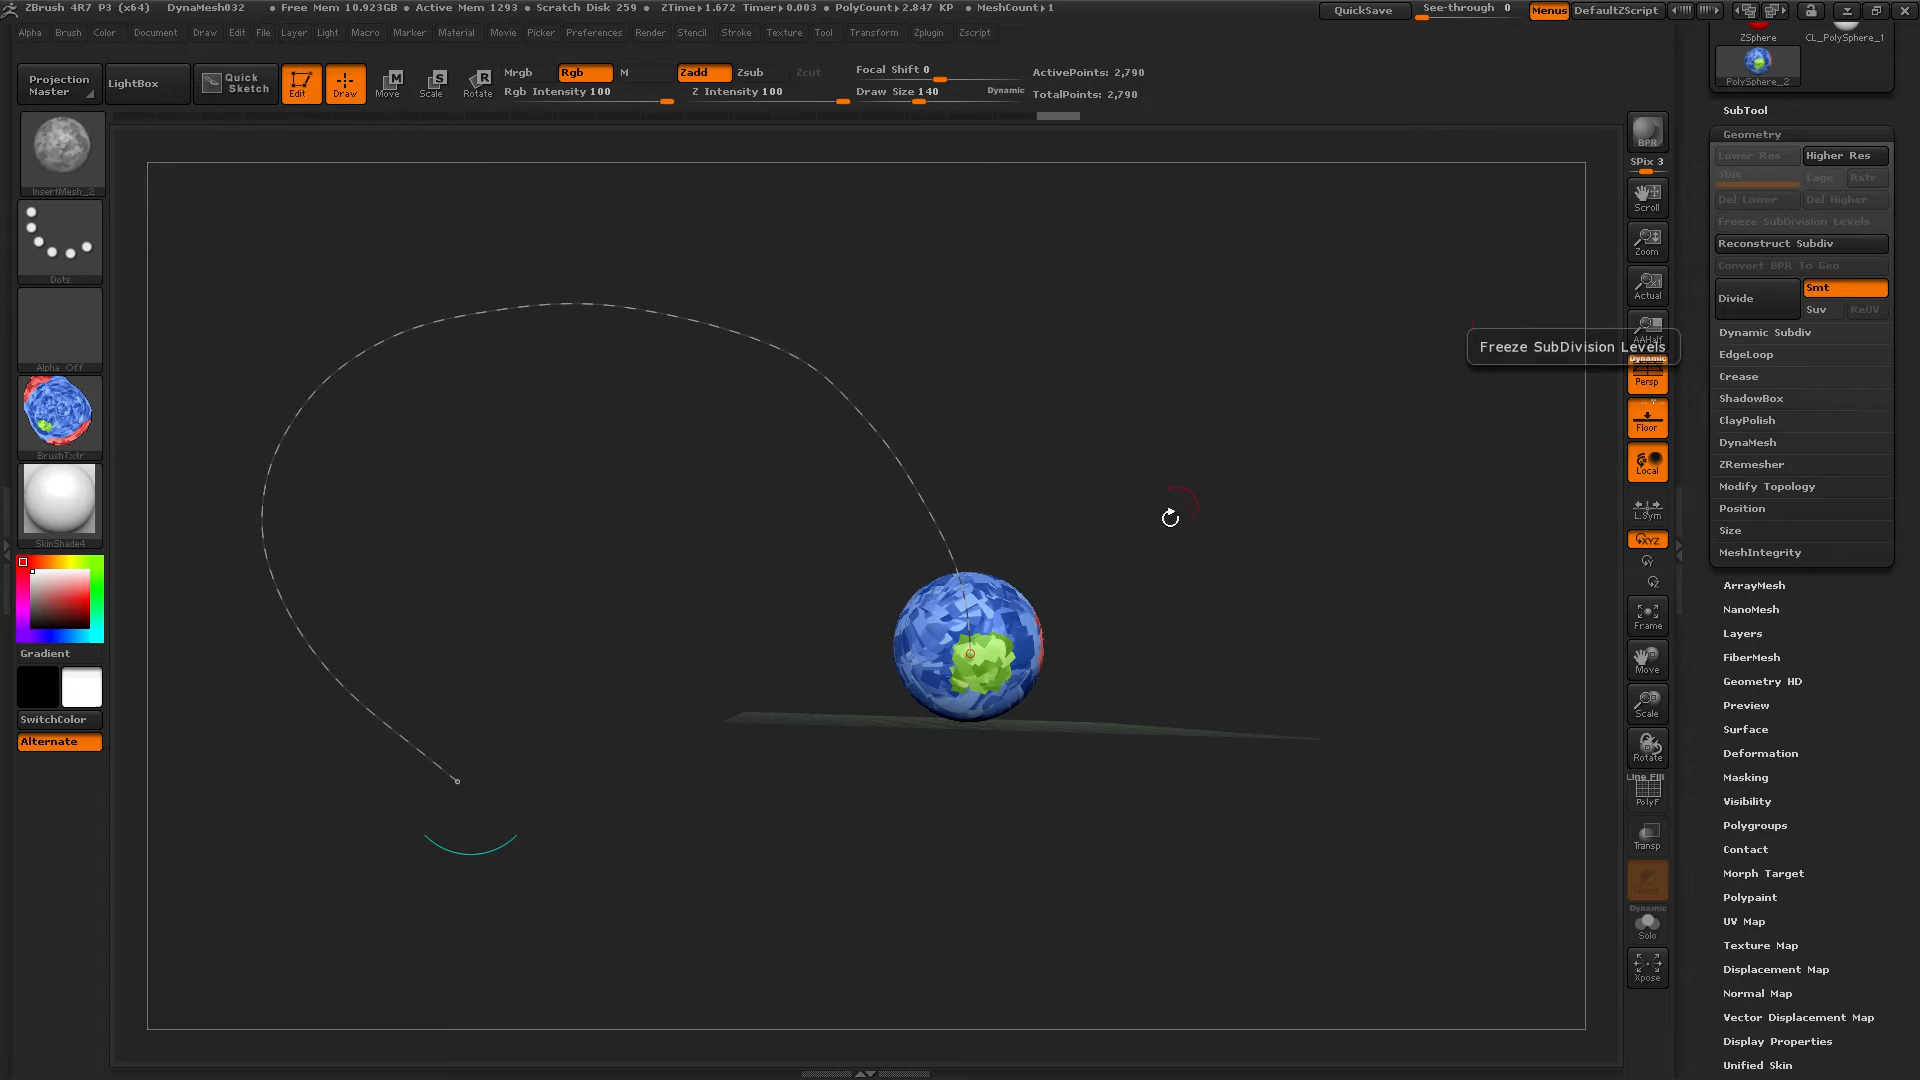 ZBrush 4R7 P3 (x64) DynaMesh032 • Free Mem 10.923GB • Active Mem 1293 • Scratch Disk 259 • ZTime▸1.672 Timer▸0.003 • PolyCount▸2.847 KP • MeshCount▸1
QuickSave See-through 0 Menus DefaultZScript
Alpha Brush Color Document Draw Edit File Layer Light Macro Marker Material Movie Picker Preferences Render Stencil Stroke Texture Tool Transform Zplugin Zscript
ZSphere CL_PolySphere_1
PolySphere_2
Projection Master
LightBox
Quick Sketch
Edit
Draw
M Move
S Scale
R Rotate
Mrgb Rgb M
Rgb Intensity 100
Zadd Zsub Zcut
Z Intensity 100
Focal Shift 0
Draw Size 140 Dynamic
ActivePoints: 2,790
TotalPoints: 2,790
InsertMesh_2
Dots
Alpha Off
BrushTxtr
SkinShade4
Gradient
SwitchColor
Alternate
BPR
SPix 3
Scroll
Zoom
Actual
AAHalf
Dynamic
Persp
Floor
Local
L.Sym
XYZ
Y
Z
Frame
Move
Scale
Rotate
Line Fill
PolyF
Transp
Dynamic
Solo
Xpose
Freeze SubDivision Levels
SubTool
Geometry
Lower Res Higher Res
SDiv Cage Rstr
Del Lower Del Higher
Freeze SubDivision Levels
Reconstruct Subdiv
Convert BPR To Geo
Divide Smt
Suv ReUV
Dynamic Subdiv
EdgeLoop
Crease
ShadowBox
ClayPolish
DynaMesh
ZRemesher
Modify Topology
Position
Size
MeshIntegrity
ArrayMesh
NanoMesh
Layers
FiberMesh
Geometry HD
Preview
Surface
Deformation
Masking
Visibility
Polygroups
Contact
Morph Target
Polypaint
UV Map
Texture Map
Displacement Map
Normal Map
Vector Displacement Map
Display Properties
Unified Skin